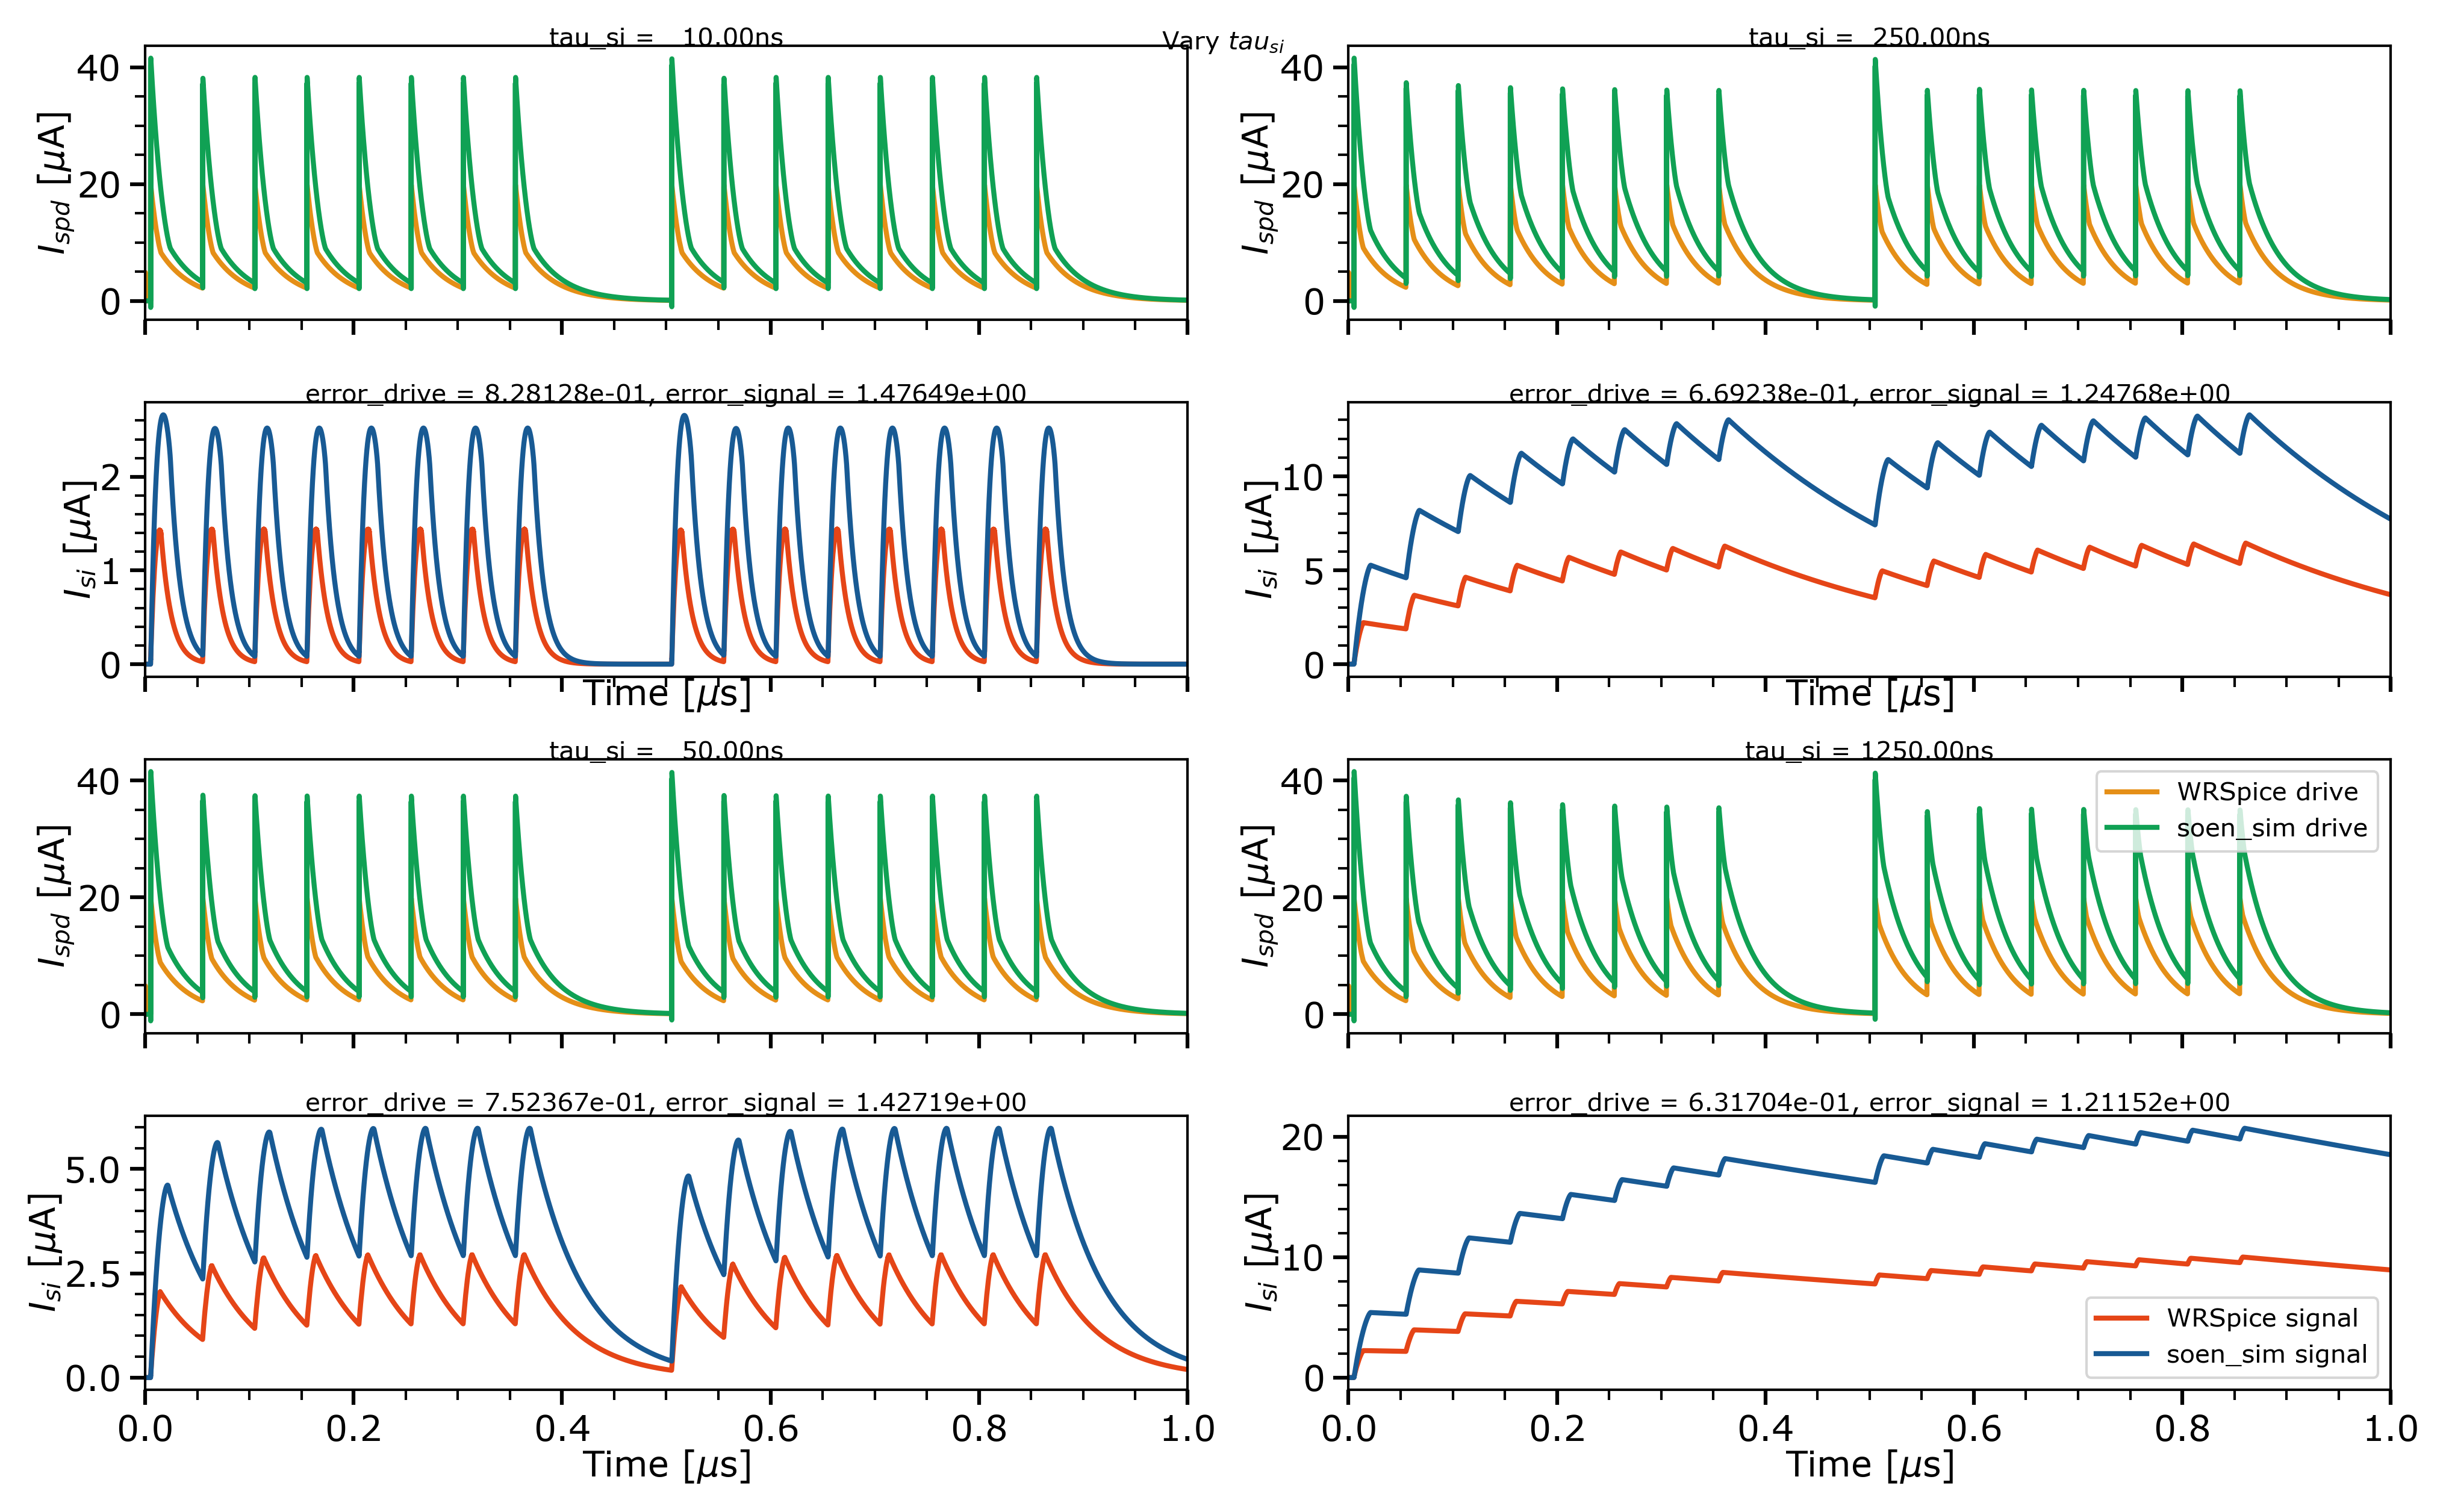 Vary tau_si
tau_si = 10.00ns
40
20
0
I_spd [μA]
tau_si = 250.00ns
40
20
0
I_spd [μA]
error_drive = 8.28128e-01, error_signal = 1.47649e+00
2
1
0
I_si [μA]
Time [μs]
error_drive = 6.69238e-01, error_signal = 1.24768e+00
10
5
0
I_si [μA]
Time [μs]
tau_si = 50.00ns
40
20
0
I_spd [μA]
tau_si = 1250.00ns
40
20
0
I_spd [μA]
WRSpice drive
soen_sim drive
error_drive = 7.52367e-01, error_signal = 1.42719e+00
5.0
2.5
0.0
I_si [μA]
0.0 0.2 0.4 0.6 0.8 1.0
Time [μs]
error_drive = 6.31704e-01, error_signal = 1.21152e+00
20
10
0
I_si [μA]
WRSpice signal
soen_sim signal
0.0 0.2 0.4 0.6 0.8 1.0
Time [μs]